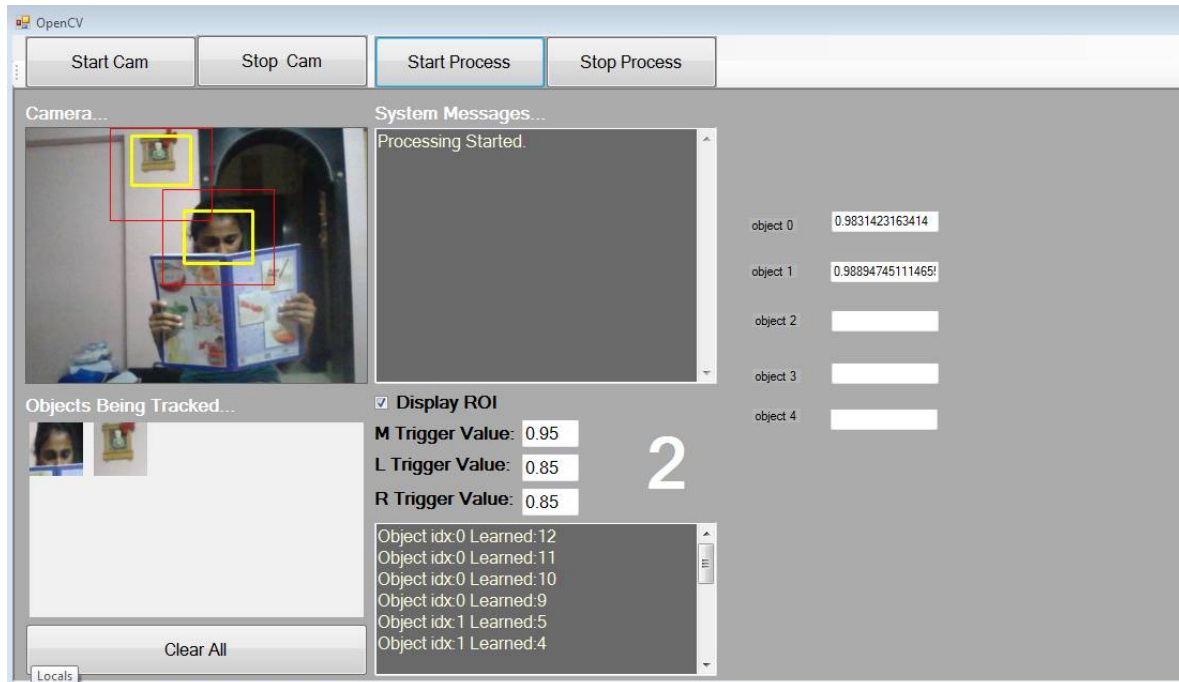 OpenCV
Start Cam
Stop Cam
Start Process
Stop Process
Camera...
System Messages...
Processing Started.
object 0
0.9831423163414
object 1
0.98894745111465
object 2
object 3
object 4
Objects Being Tracked...
Display ROI
M Trigger Value: 0.95
L Trigger Value: 0.85
R Trigger Value: 0.85
2
Object idx:0 Learned:12
Object idx:0 Learned:11
Object idx:0 Learned:10
Object idx:0 Learned:9
Object idx:1 Learned:5
Object idx:1 Learned:4
Clear All
Locals